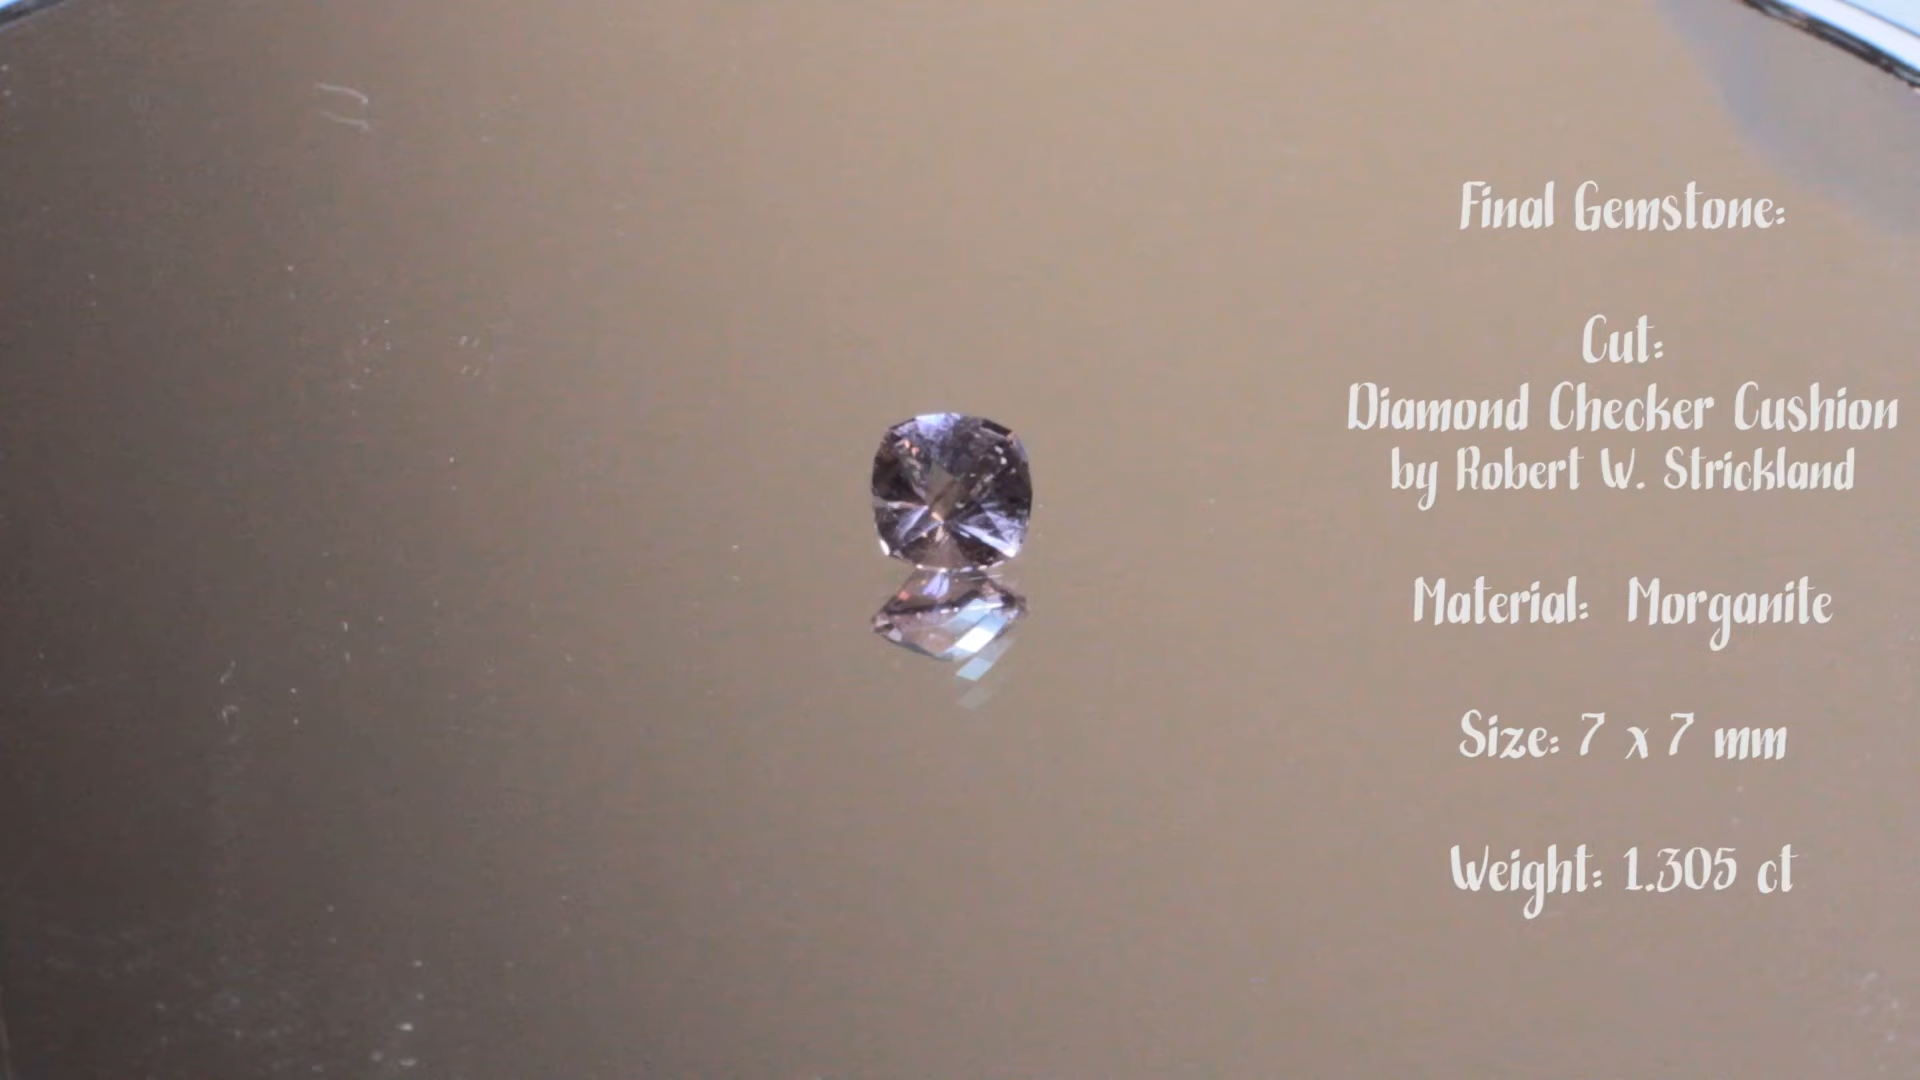 Final Gemstone:
Cut:
Diamond Checker Cushion
by Robert W. Strickland
Material: Morganite
Size: 7 x 7 mm
Weight: 1.305 ct